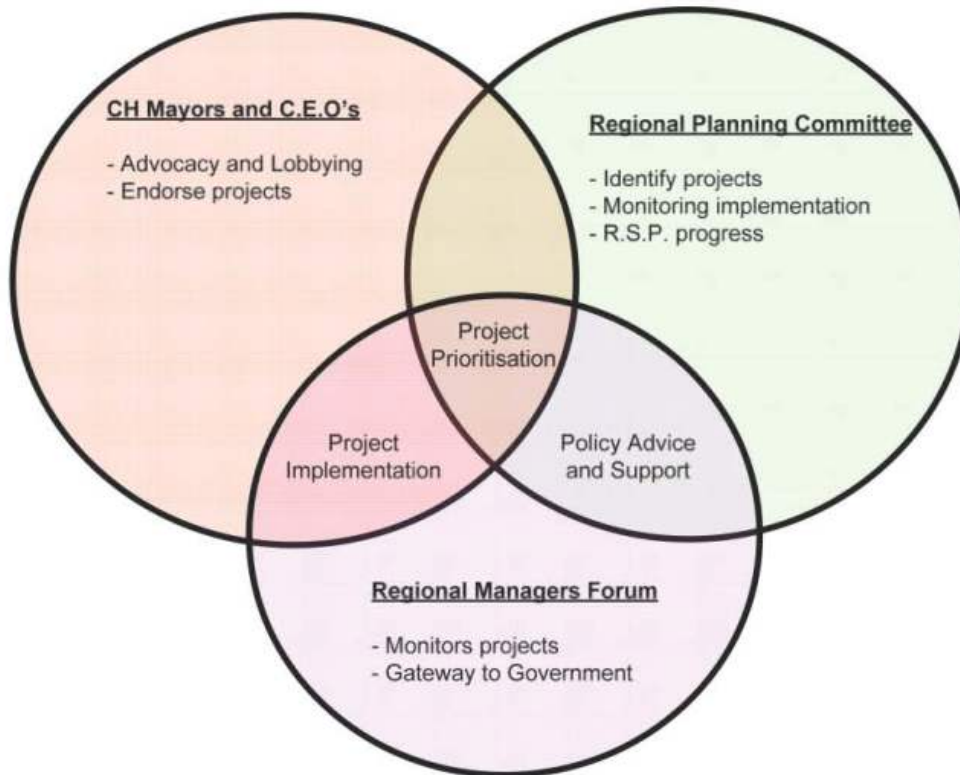 CH Mayors and C.E.O's
- Advocacy and Lobbying
- Endorse projects
Regional Planning Committee
- Identify projects
- Monitoring implementation
- R.S.P. progress
Project
Prioritisation
Project
Implementation
Policy Advice
and Support
Regional Managers Forum
- Monitors projects
- Gateway to Government